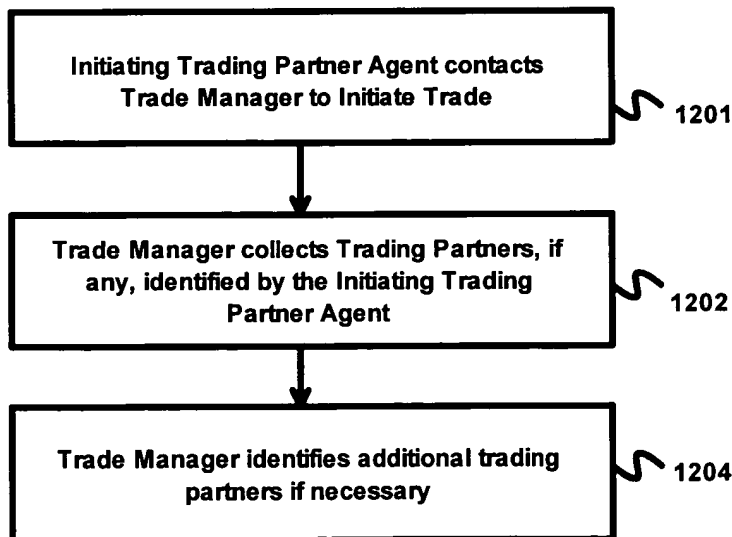 Initiating Trading Partner Agent contacts
Trade Manager to Initiate Trade
1201
Trade Manager collects Trading Partners, if
any, identified by the Initiating Trading
Partner Agent
1202
Trade Manager identifies additional trading
partners if necessary
1204